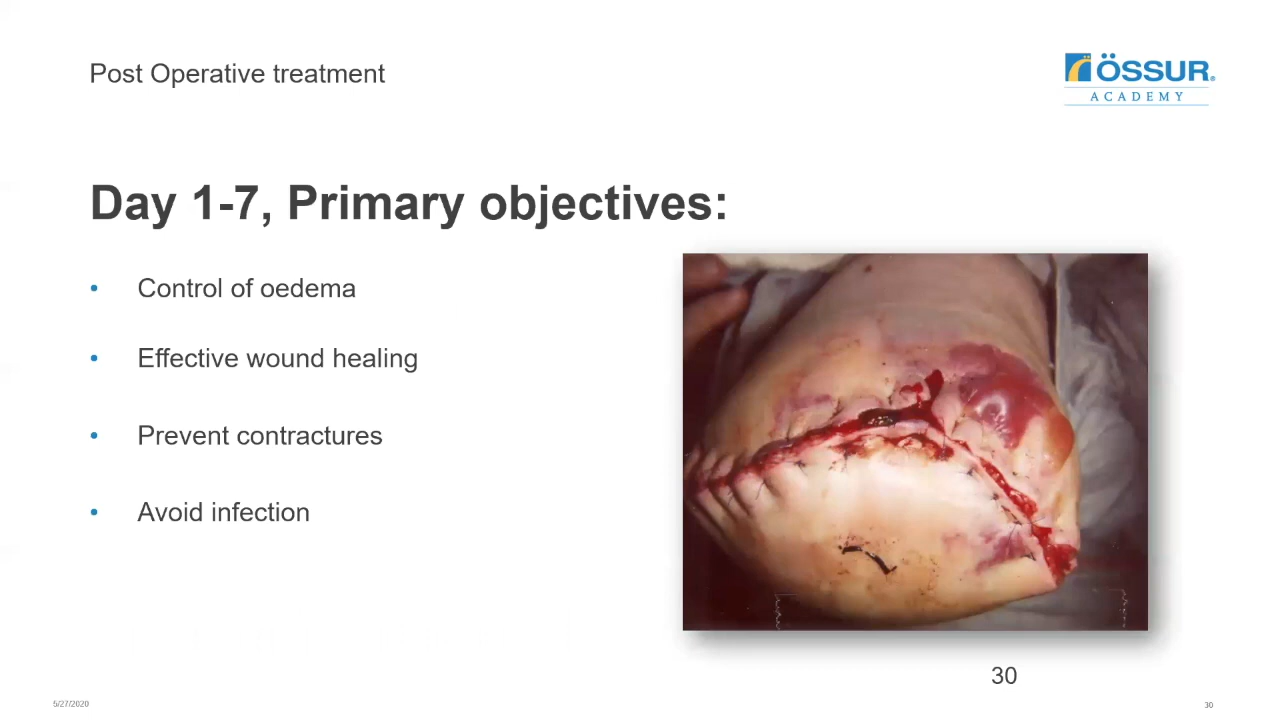 Post Operative treatment
ÖSSUR®
ACADEMY
Day 1-7, Primary objectives:
• Control of oedema
• Effective wound healing
• Prevent contractures
• Avoid infection
30
5/27/2020
30